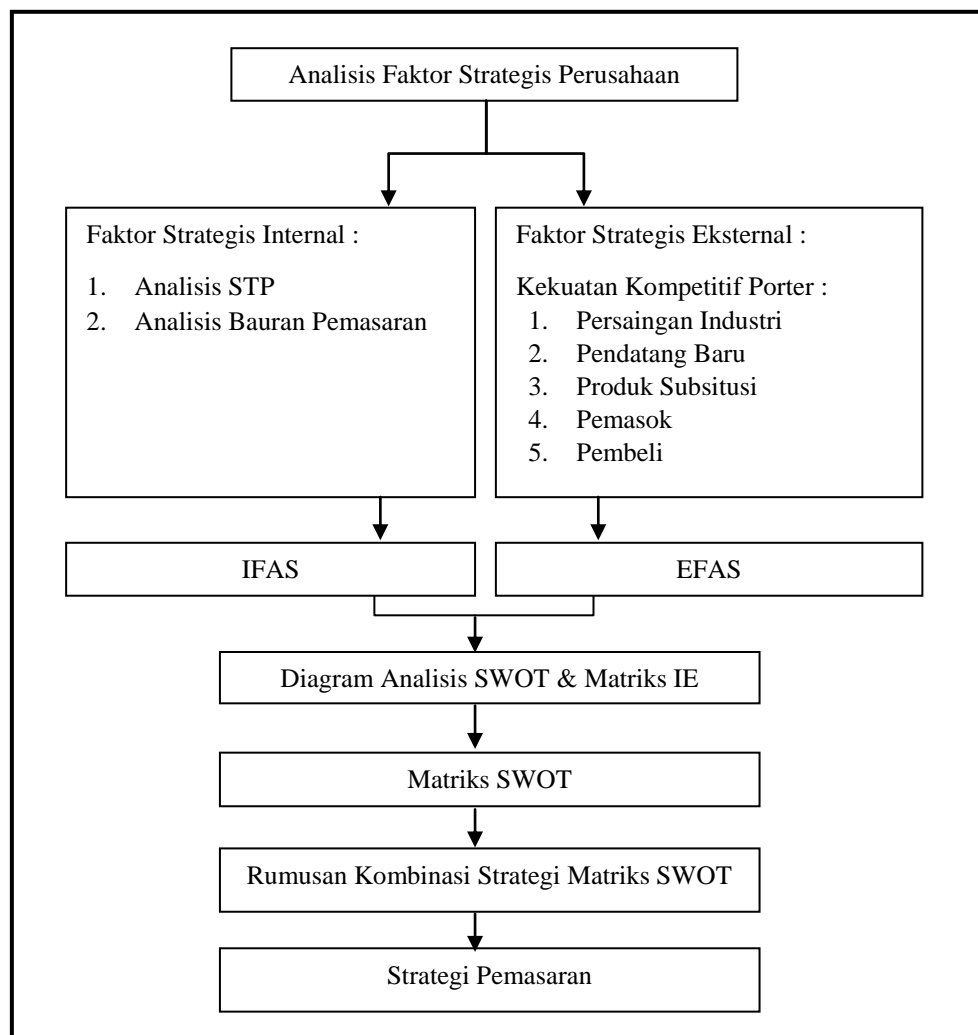 Analisis Faktor Strategis Perusahaan
Faktor Strategis Internal :
1. Analisis STP
2. Analisis Bauran Pemasaran
Faktor Strategis Eksternal :
Kekuatan Kompetitif Porter :
1. Persaingan Industri
2. Pendatang Baru
3. Produk Subsitusi
4. Pemasok
5. Pembeli
IFAS
EFAS
Diagram Analisis SWOT & Matriks IE
Matriks SWOT
Rumusan Kombinasi Strategi Matriks SWOT
Strategi Pemasaran